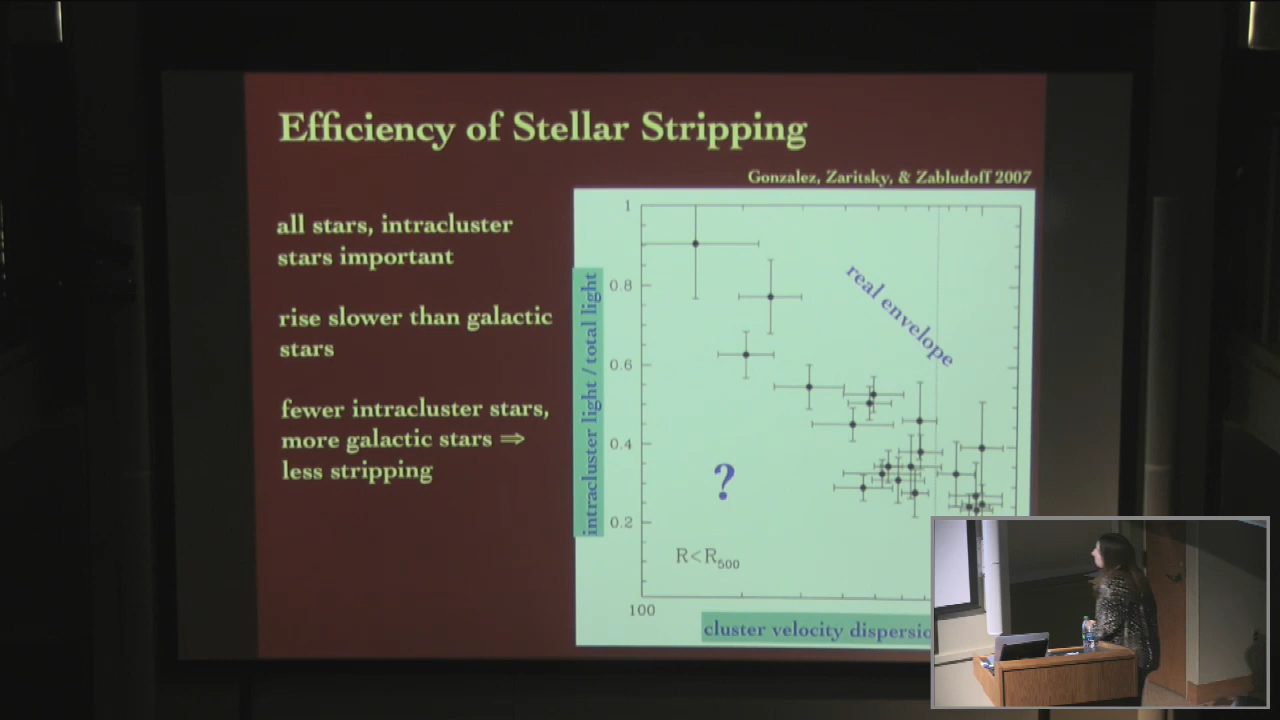 Efficiency of Stellar Stripping
Gonzalez, Zaritsky, & Zabludoff 2007
all stars, intracluster
stars important
rise slower than galactic
stars
fewer intracluster stars,
more galactic stars ⇒
less stripping
intracluster light / total light
1
0.8
0.6
0.4
0.2
real envelope
?
R<R500
100
cluster velocity dispersio